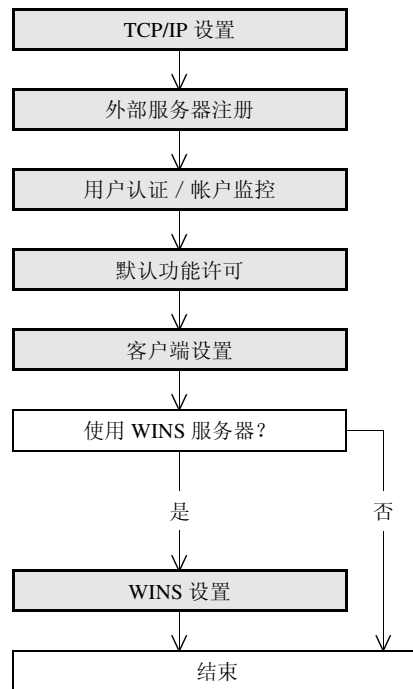 TCP/IP 设置
外部服务器注册
用户认证 / 帐户监控
默认功能许可
客户端设置
使用 WINS 服务器?
是
否
WINS 设置
结束